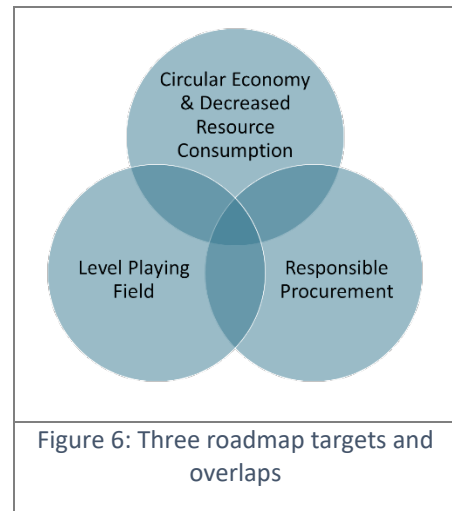 Circular Economy
& Decreased
Resource
Consumption
Level Playing
Field
Responsible
Procurement
Figure 6: Three roadmap targets and
overlaps